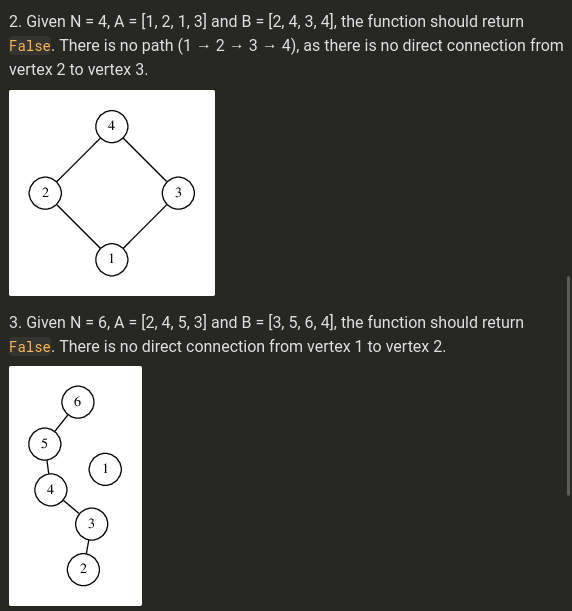 2. Given N = 4, A = [1, 2, 1, 3] and B = [2, 4, 3, 4], the function should return
False. There is no path (1 → 2 → 3 → 4), as there is no direct connection from
vertex 2 to vertex 3.
4
2
3
1
3. Given N = 6, A = [2, 4, 5, 3] and B = [3, 5, 6, 4], the function should return
False. There is no direct connection from vertex 1 to vertex 2.
6
5
1
4
3
2